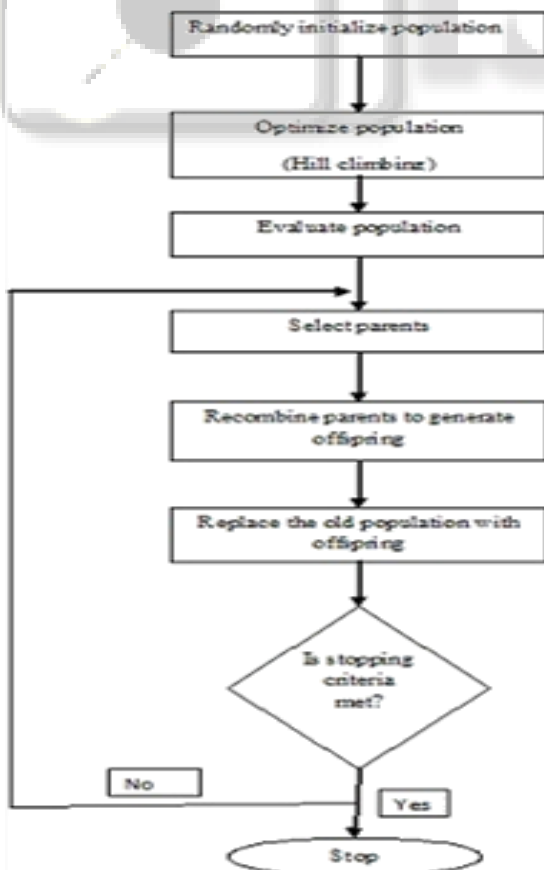 Randomly initialize population
Optimize population
(Hill climbing)
Evaluate population
Select parents
Recombine parents to generate
offspring
Replace the old population with
offspring
Is stopping
criteria
met?
No
Yes
Stop